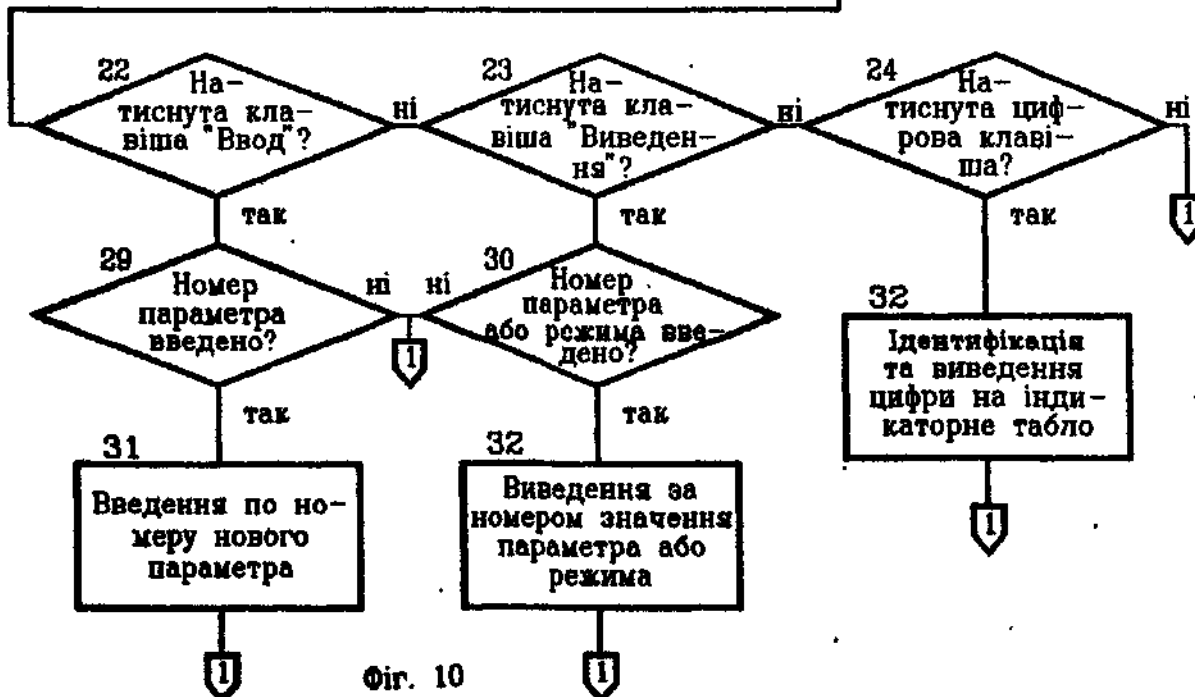 22
На-
тиснута кла-
віша "Ввод"?
ні
так
23
На-
тиснута кла-
віша "Виведен-
ня"?
ні
так
24
На-
тиснута циф-
рова клаві-
ша?
ні
так
1
29
Номер
параметра
введено?
ні
так
1
30
Номер
параметра
або режима вве-
дено?
ні
так
32
Ідентифікація
та виведення
цифри на інди-
каторне табло
1
31
Введення по но-
меру нового
параметра
1
32
Виведення за
номером значення
параметра або
режима
1
Фіг. 10